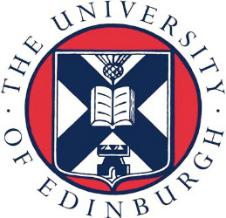 · THE UNIVERSITY ·
OF EDINBURGH